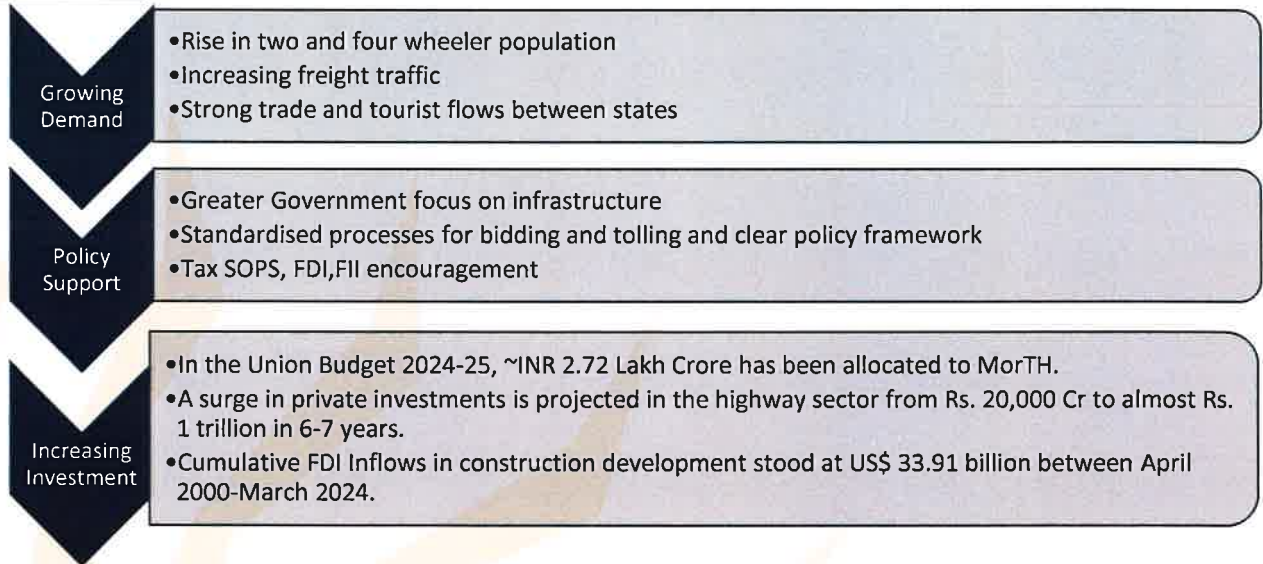 Growing
Demand
•Rise in two and four wheeler population
•Increasing freight traffic
•Strong trade and tourist flows between states
Policy
Support
•Greater Government focus on infrastructure
•Standardised processes for bidding and tolling and clear policy framework
•Tax SOPS, FDI,FII encouragement
Increasing
Investment
•In the Union Budget 2024-25, ~INR 2.72 Lakh Crore has been allocated to MorTH.
•A surge in private investments is projected in the highway sector from Rs. 20,000 Cr to almost Rs.
1 trillion in 6-7 years.
•Cumulative FDI Inflows in construction development stood at US$ 33.91 billion between April
2000-March 2024.